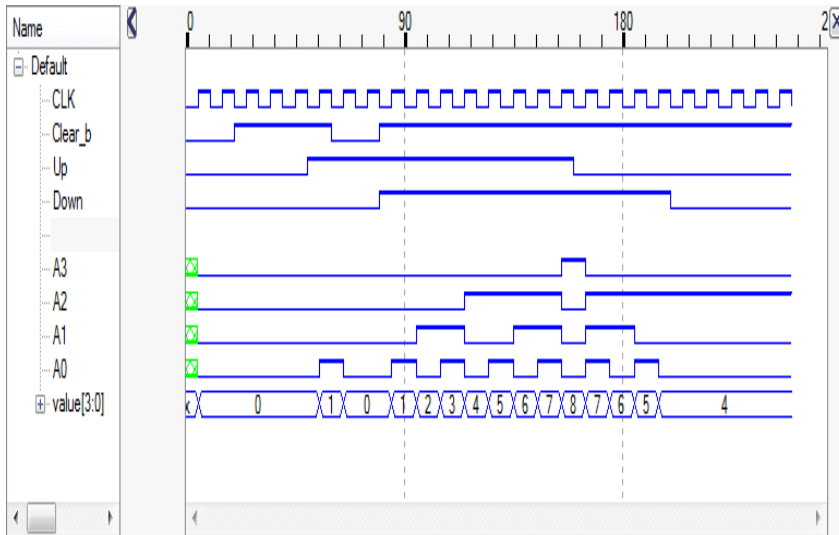 Name 0 90 180 2
Default
CLK
Clear_b
Up
Down
A3
A2
A1
A0
value[3:0] x 0 1 0 1 2 3 4 5 6 7 8 7 6 5 4